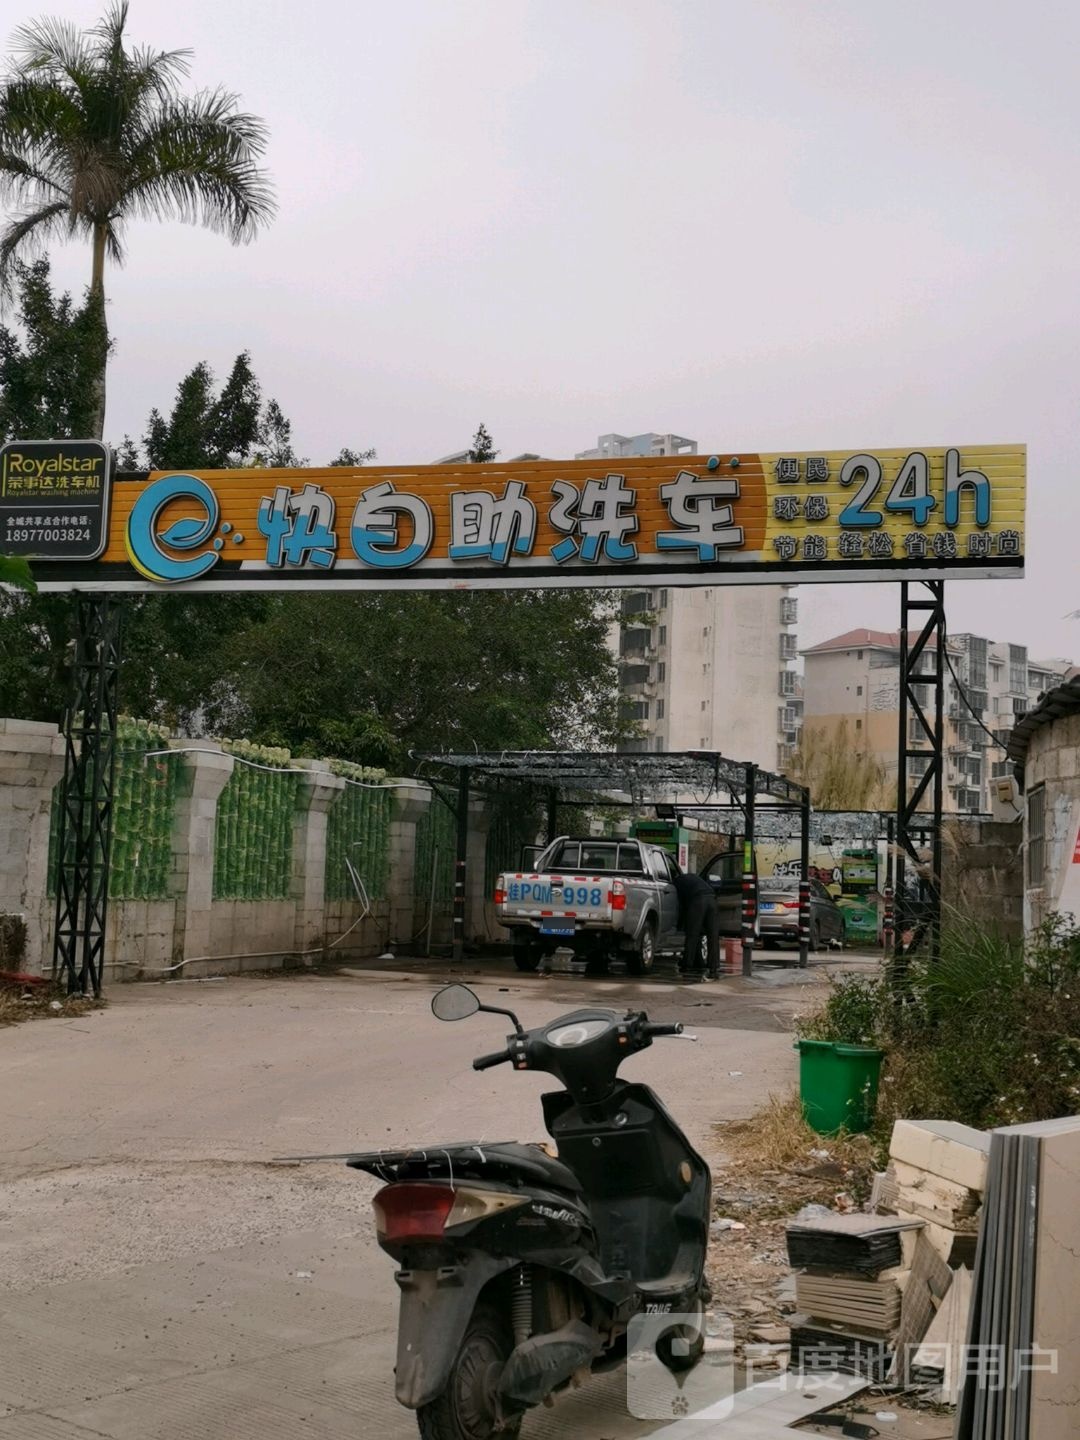 Royalstar
荣事达洗车机
Royalstar washing machine
全城共享点合作电话:
18977003824
e快自助洗车
便民
环保
24h
节能 轻松 省钱 时尚
桂PQM-998
TAILG
百度地图用户